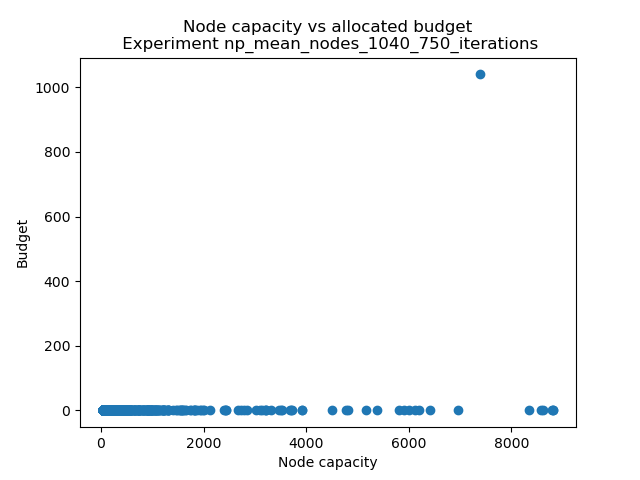 Node capacity vs allocated budget
Experiment np_mean_nodes_1040_750_iterations
1000
800
600
400
200
0
Budget
0 2000 4000 6000 8000
Node capacity